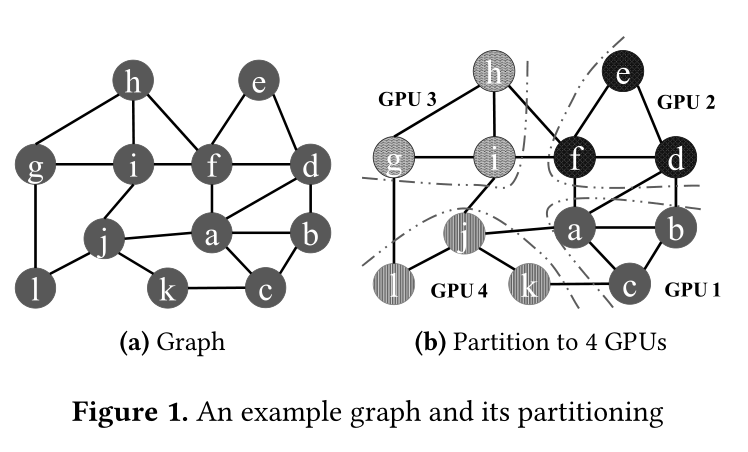 h
e
g
i
f
d
j
a
b
l
k
c
(a) Graph
h
e
GPU 3
GPU 2
g
i
f
d
j
a
b
l
GPU 4
k
c
GPU 1
(b) Partition to 4 GPUs
Figure 1. An example graph and its partitioning